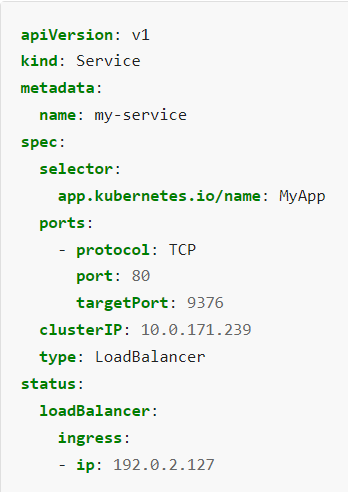 apiVersion: v1
kind: Service
metadata:
  name: my-service
spec:
  selector:
    app.kubernetes.io/name: MyApp
  ports:
    - protocol: TCP
      port: 80
      targetPort: 9376
  clusterIP: 10.0.171.239
  type: LoadBalancer
status:
  loadBalancer:
    ingress:
    - ip: 192.0.2.127